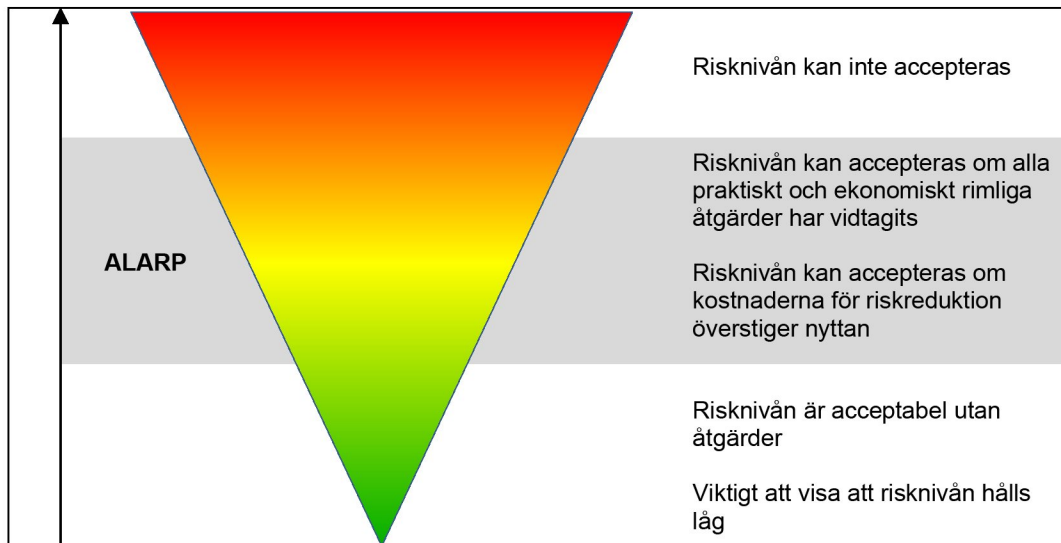 Risknivån kan inte accepteras
Risknivån kan accepteras om alla
praktiskt och ekonomiskt rimliga
åtgärder har vidtagits
ALARP
Risknivån kan accepteras om
kostnaderna för riskreduktion
överstiger nyttan
Risknivån är acceptabel utan
åtgärder
Viktigt att visa att risknivån hålls
låg